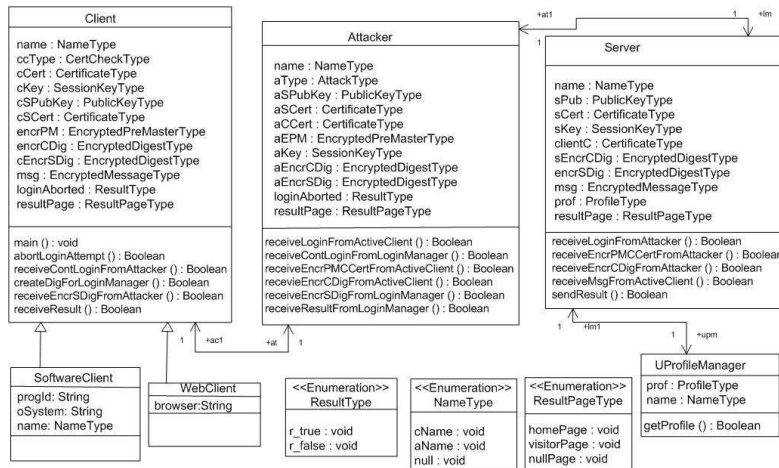 Client
name : NameType
ccType : CertCheckType
cCert : CertificateType
cKey : SessionKeyType
cSPubKey : PublicKeyType
cSCert : CertificateType
encrPM : EncryptedPreMasterType
encrCDig : EncryptedDigestType
cEncrSDig : EncryptedDigestType
msg : EncryptedMessageType
loginAborted : ResultType
resultPage : ResultPageType
main () : void
abortLoginAttempt () : Boolean
receiveContLoginFromAttacker () : Boolean
createDigForLoginManager () : Boolean
receiveEncrSDigFromAttacker () : Boolean
receiveResult () : Boolean
Attacker
name : NameType
aType : AttackType
aSPubKey : PublicKeyType
aSCert : CertificateType
aCCert : CertificateType
aEPM : EncryptedPreMasterType
aKey : SessionKeyType
aEncrCDig : EncryptedDigestType
aEncrSDig : EncryptedDigestType
loginAborted : ResultType
resultPage : ResultPageType
receiveLoginFromActiveClient () : Boolean
receiveContLoginFromLoginManager () : Boolean
receiveEncrPMCCertFromActiveClient () : Boolean
recevieEncrCDigFromActiveClient () : Boolean
receiveEncrSDigFromLoginManager () : Boolean
receiveResultFromLoginManager () : Boolean
+at1
1
1
+lm
Server
name : NameType
sPub : PublicKeyType
sCert : CertificateType
sKey : SessionKeyType
clientC : CertificateType
sEncrCDig : EncryptedDigestType
encrSDig : EncryptedDigestType
msg : EncryptedMessageType
prof : ProfileType
resultPage : ResultPageType
receiveLoginFromAttacker () : Boolean
receiveEncrPMCCertFromAttacker () : Boolean
receiveEncrCDigFromAttacker () : Boolean
receiveMsgFromActiveClient () : Boolean
sendResult () : Boolean
1
+ac1
+at
1
1
+lm1
1
+upm
SoftwareClient
progId: String
oSystem: String
name: NameType
WebClient
browser:String
<<Enumeration>>
ResultType
r_true : void
r_false : void
<<Enumeration>>
NameType
cName : void
aName : void
null : void
<<Enumeration>>
ResultPageType
homePage : void
visitorPage : void
nullPage : void
UProfileManager
prof : ProfileType
name : NameType
getProfile () : Boolean